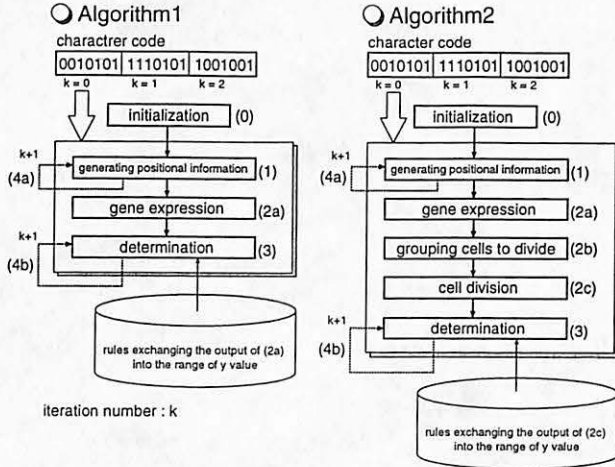 Algorithm1
charactrer code
0010101 1110101 1001001
k = 0 k = 1 k = 2
initialization (0)
k+1
(4a)
generating positional information (1)
gene expression (2a)
k+1
(4b)
determination (3)
rules exchanging the output of (2a)
into the range of y value
iteration number : k
Algorithm2
character code
0010101 1110101 1001001
k = 0 k = 1 k = 2
initialization (0)
k+1
(4a)
generating positional information (1)
gene expression (2a)
grouping cells to divide (2b)
cell division (2c)
k+1
(4b)
determination (3)
rules exchanging the output of (2c)
into the range of y value